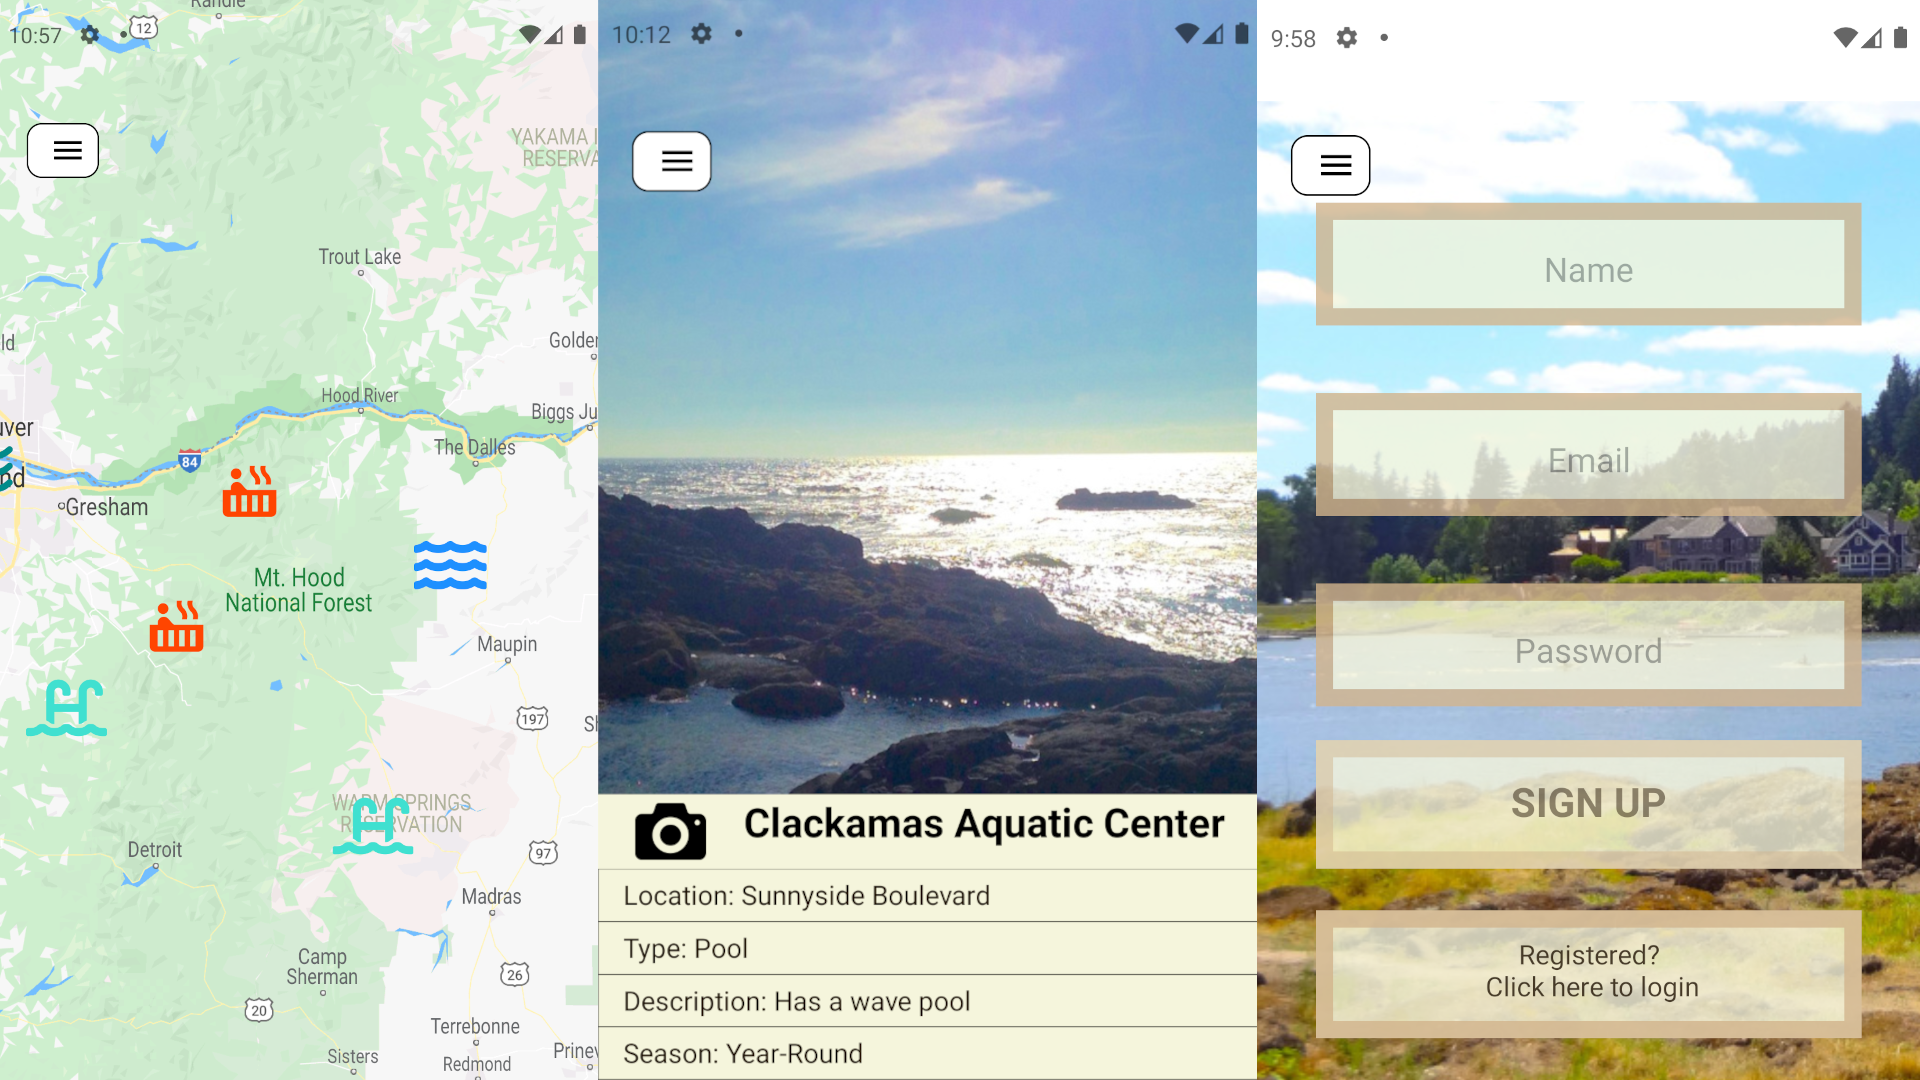 Randle
10:57
12
YAKAMA I
RESERVA
Trout Lake
Golden
ld
Hood River
Biggs Ju
uver
The Dalles
84
nd
Gresham
Mt. Hood
National Forest
Maupin
197
Sh
WARM SPRINGS
RESERVATION
Detroit
97
Madras
Camp
Sherman
26
20
Terrebonne
Sisters
Redmond
Prinev
10:12
Clackamas Aquatic Center
Location: Sunnyside Boulevard
Type: Pool
Description: Has a wave pool
Season: Year-Round
9:58
Name
Email
Password
SIGN UP
Registered?
Click here to login